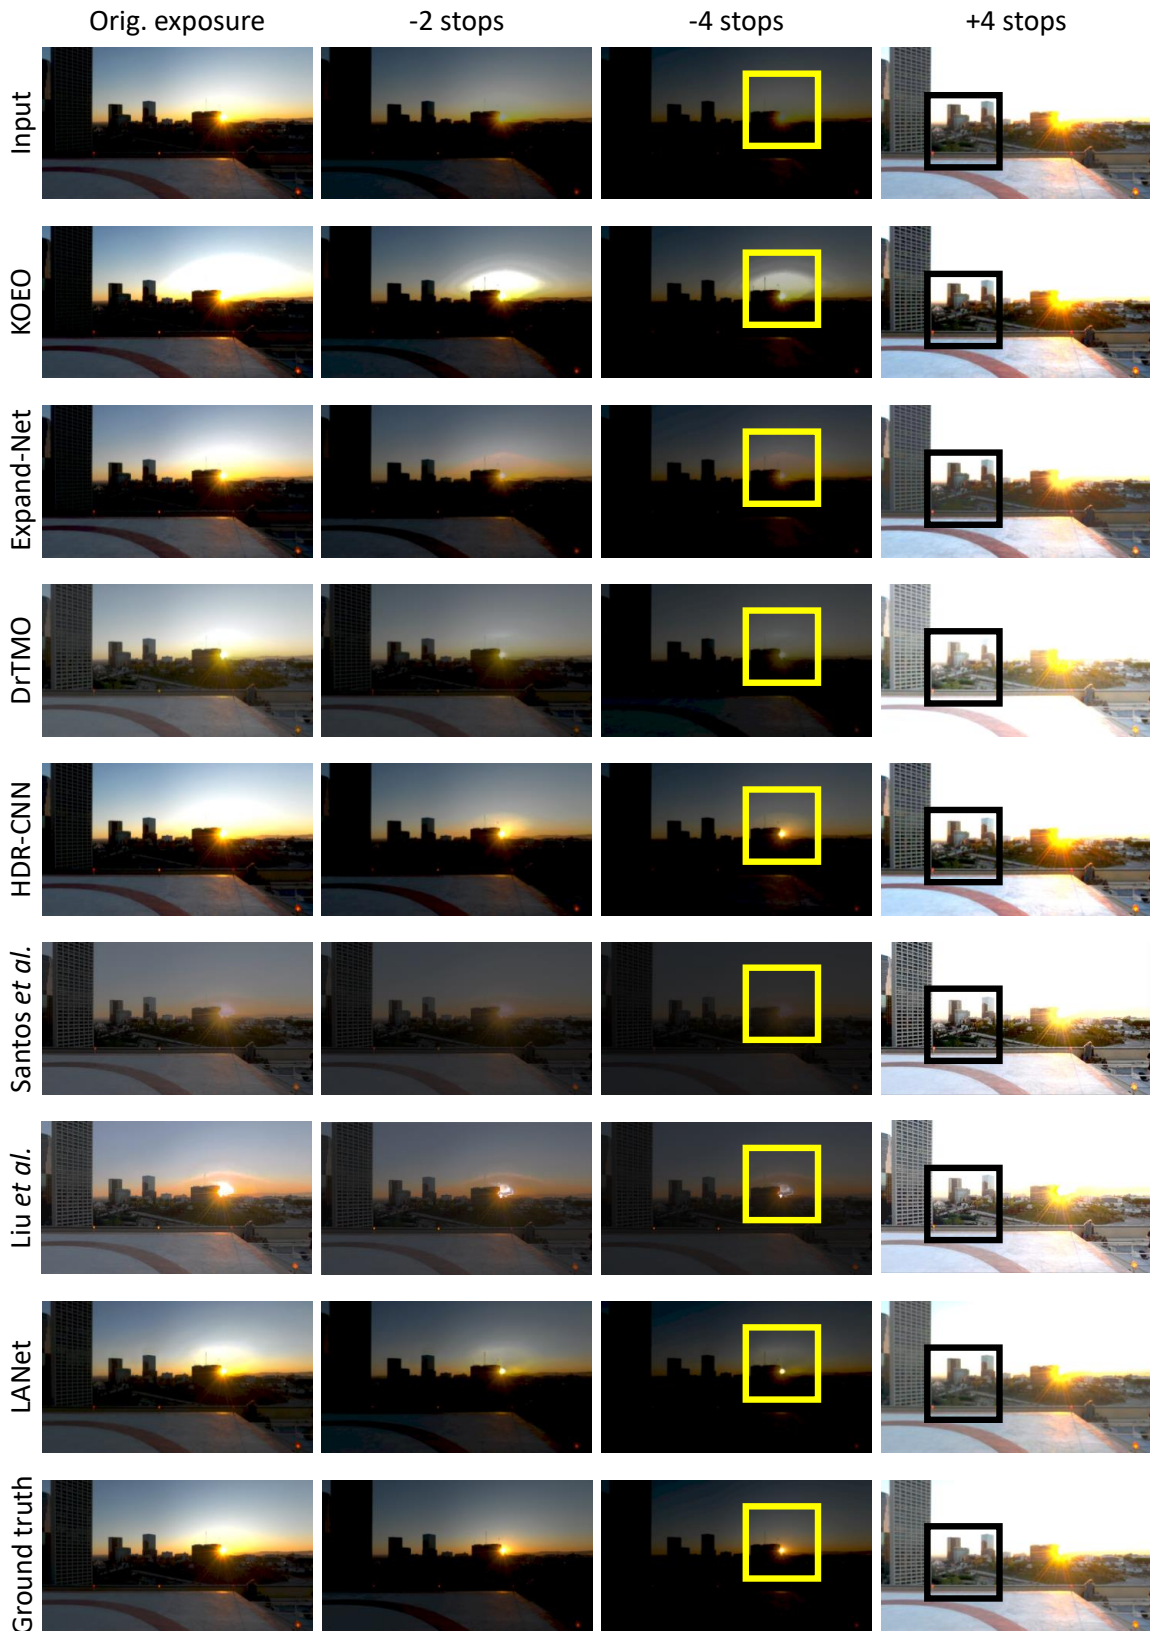 Orig. exposure
-2 stops
-4 stops
+4 stops
Input
KOEO
Expand-Net
DrTMO
HDR-CNN
Santos et al.
Liu et al.
LANet
Ground truth